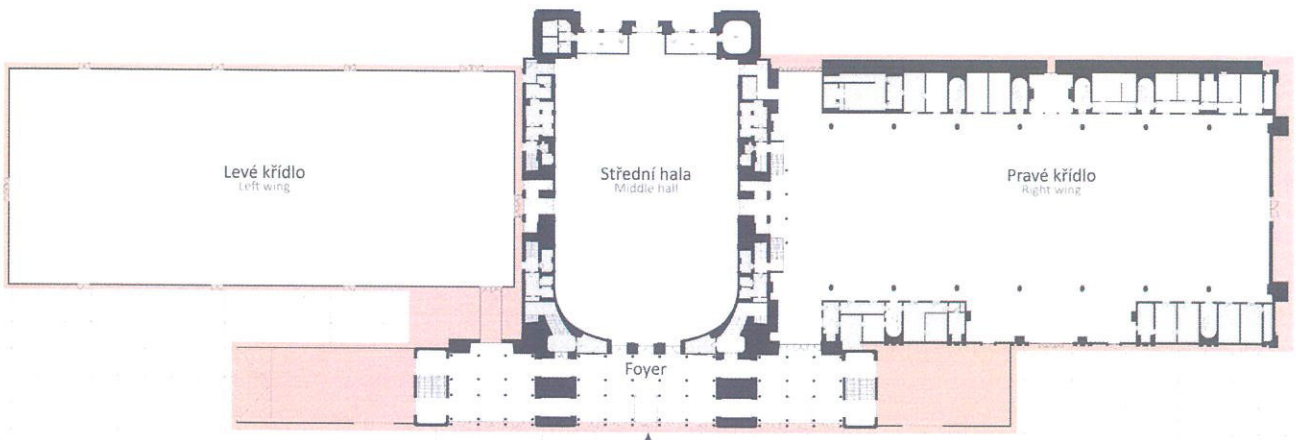 Levé křídlo
Left wing
Střední hala
Middle hall
Pravé křídlo
Right wing
Foyer